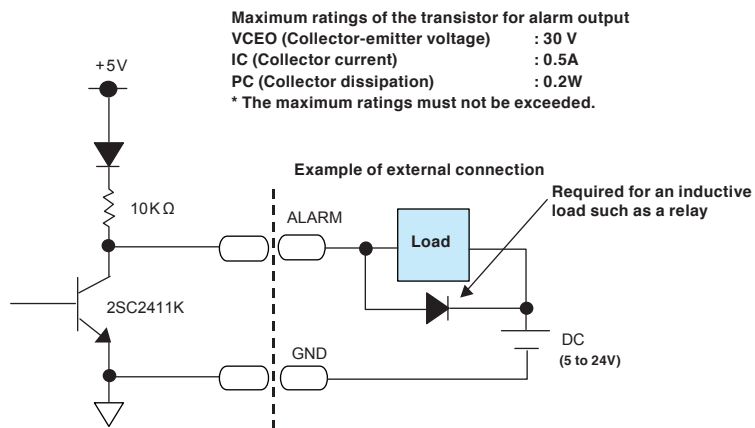 Maximum ratings of the transistor for alarm output
VCEO (Collector-emitter voltage) : 30 V
IC (Collector current) : 0.5A
PC (Collector dissipation) : 0.2W
* The maximum ratings must not be exceeded.
+5V
Example of external connection
Required for an inductive
load such as a relay
10KΩ
ALARM
Load
2SC2411K
GND
DC
(5 to 24V)